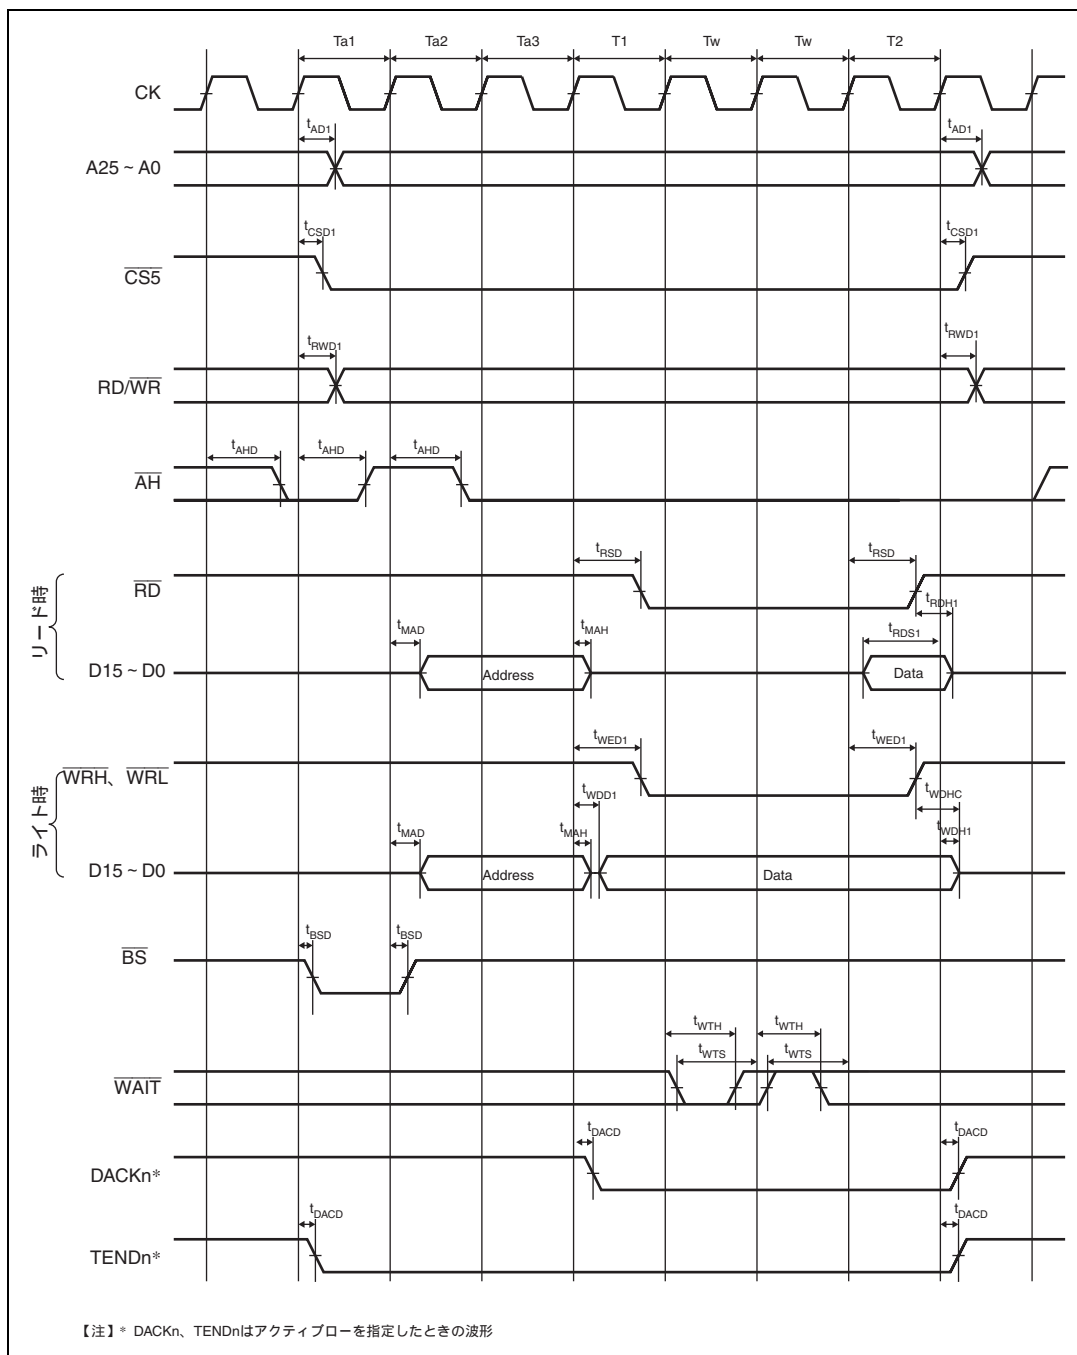 Ta1 Ta2 Ta3 T1 Tw Tw T2
CK
tAD1 tAD1
A25 ~ A0
tCSD1 tCSD1
CS5
tRWD1 tRWD1
RD/WR
tAHD tAHD tAHD
AH
tRSD tRSD
RD
tRDH1
リード時
tMAD tMAH tRDS1
D15 ~ D0 Address Data
tWED1 tWED1
WRH、WRL
tWDD1 tWDHC
ライト時
tMAD tMAH tWDH1
D15 ~ D0 Address Data
tBSD tBSD
BS
tWTH tWTH
tWTS tWTS
WAIT
tDACD tDACD
DACKn*
tDACD tDACD
TENDn*
【注】* DACKn、TENDnはアクティブローを指定したときの波形